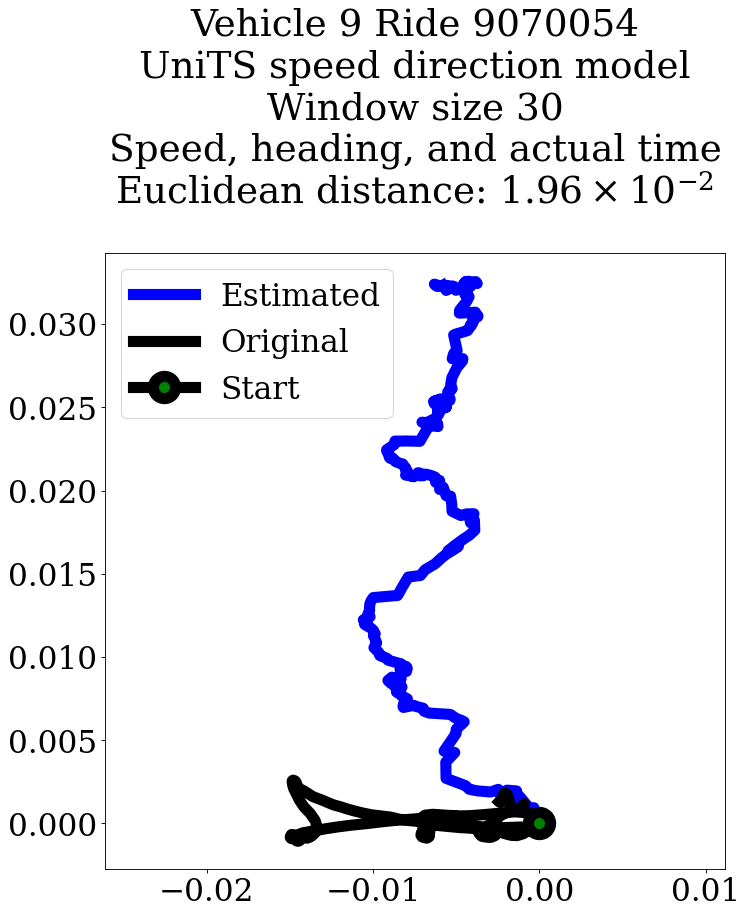 Vehicle 9 Ride 9070054
UniTS speed direction model
Window size 30
Speed, heading, and actual time
Euclidean distance: 1.96 × 10⁻²
Estimated
Original
Start
0.030
0.025
0.020
0.015
0.010
0.005
0.000
−0.02 −0.01 0.00 0.01